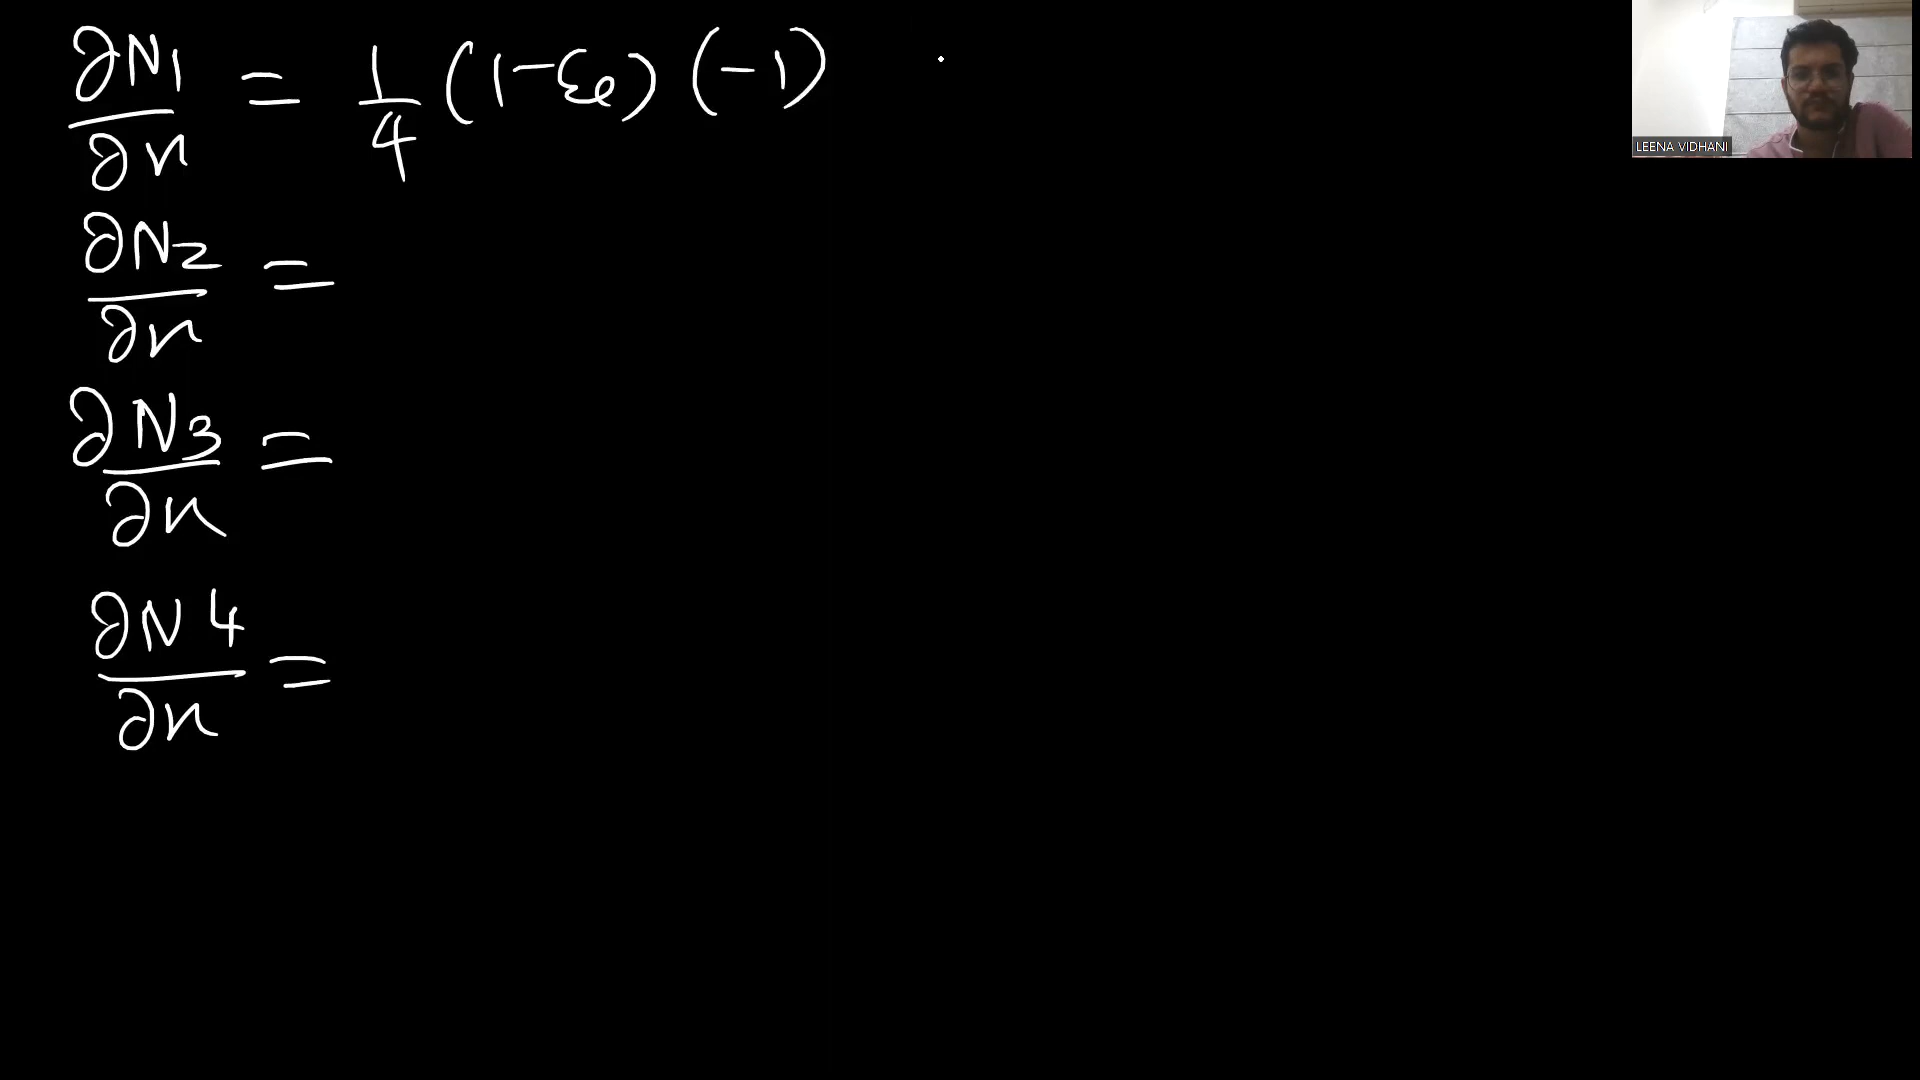 ∂N1/∂n = 1/4 (1-ξ) (-1)
LEENA VIDHANI
∂N2/∂n =
∂N3/∂n =
∂N4/∂n =